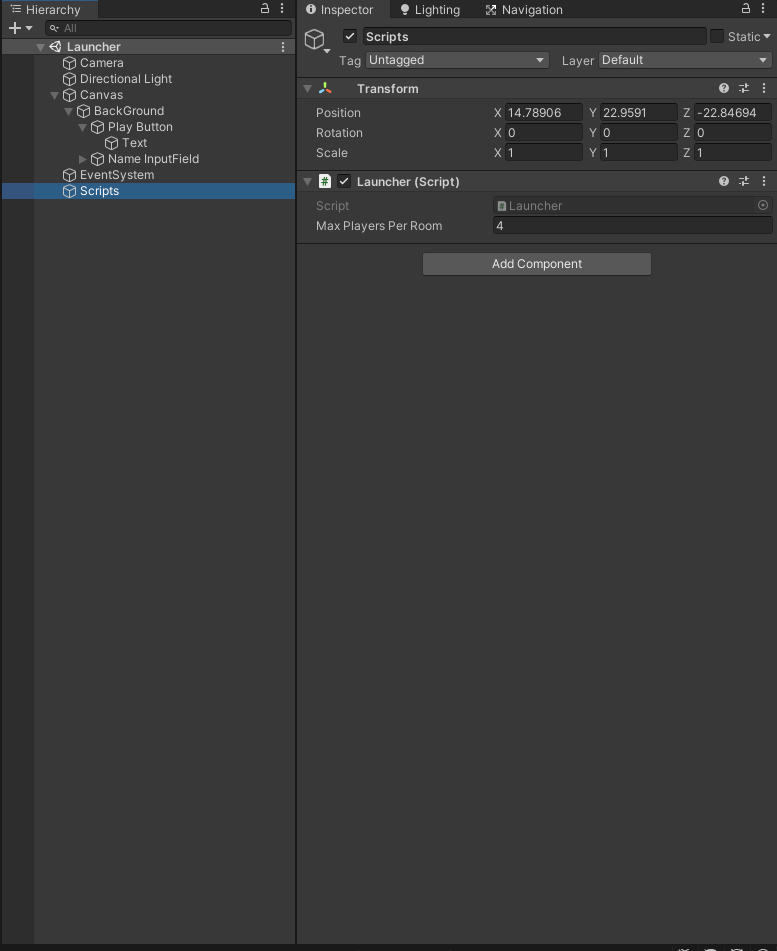 Hierarchy
All
Launcher
Camera
Directional Light
Canvas
BackGround
Play Button
Text
Name InputField
EventSystem
Scripts
Inspector Lighting Navigation
Scripts Static
Tag Untagged Layer Default
Transform
Position X 14.78906 Y 22.9591 Z -22.84694
Rotation X 0 Y 0 Z 0
Scale X 1 Y 1 Z 1
# Launcher (Script)
Script # Launcher
Max Players Per Room 4
Add Component